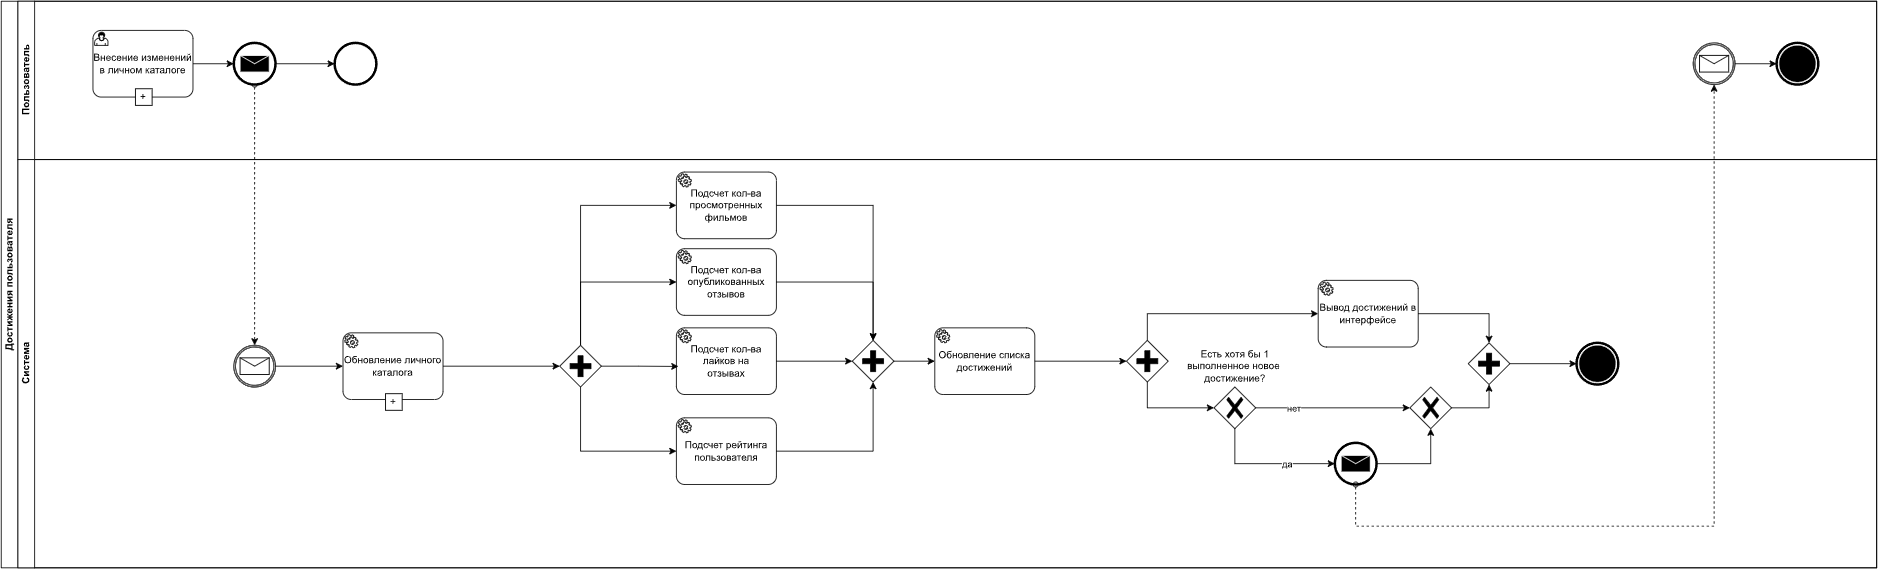 Достижения пользователя
Пользователь
Внесение изменений
в личном каталоге
+
Система
Обновление личного
каталога
+
Подсчет кол-ва
просмотренных
фильмов
Подсчет кол-ва
опубликованных
отзывов
Подсчет кол-ва
лайков на
отзывах
Подсчет рейтинга
пользователя
Обновление списка
достижений
Вывод достижений в
интерфейсе
Есть хотя бы 1
выполненное новое
достижение?
нет
да